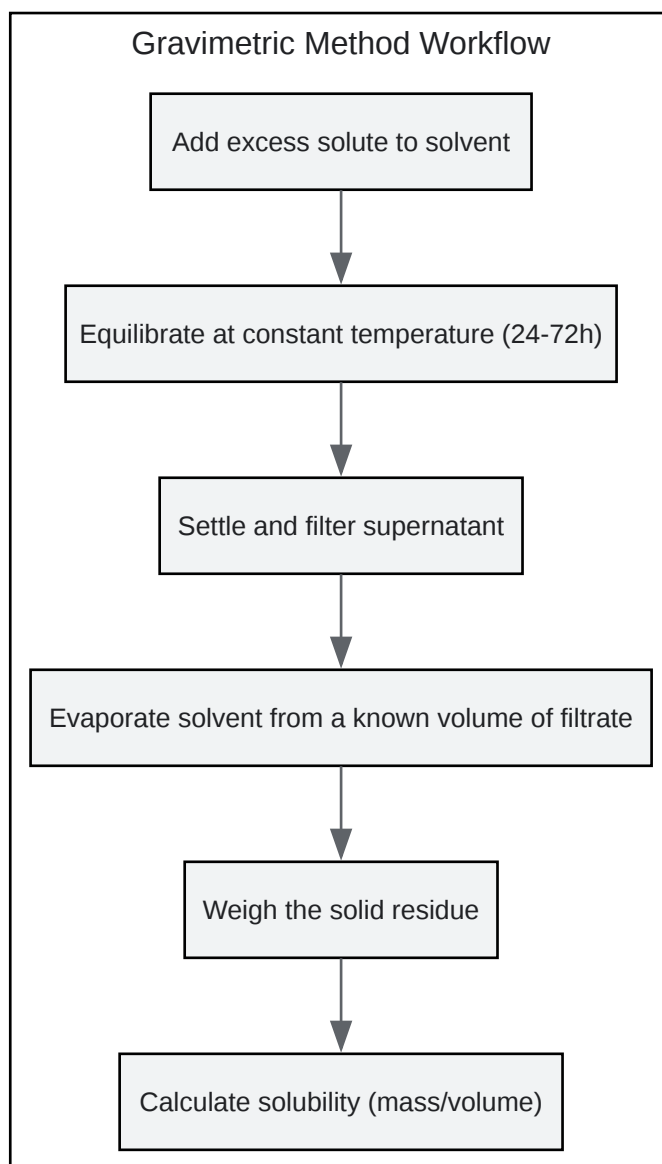 Gravimetric Method Workflow
Add excess solute to solvent
Equilibrate at constant temperature (24-72h)
Settle and filter supernatant
Evaporate solvent from a known volume of filtrate
Weigh the solid residue
Calculate solubility (mass/volume)